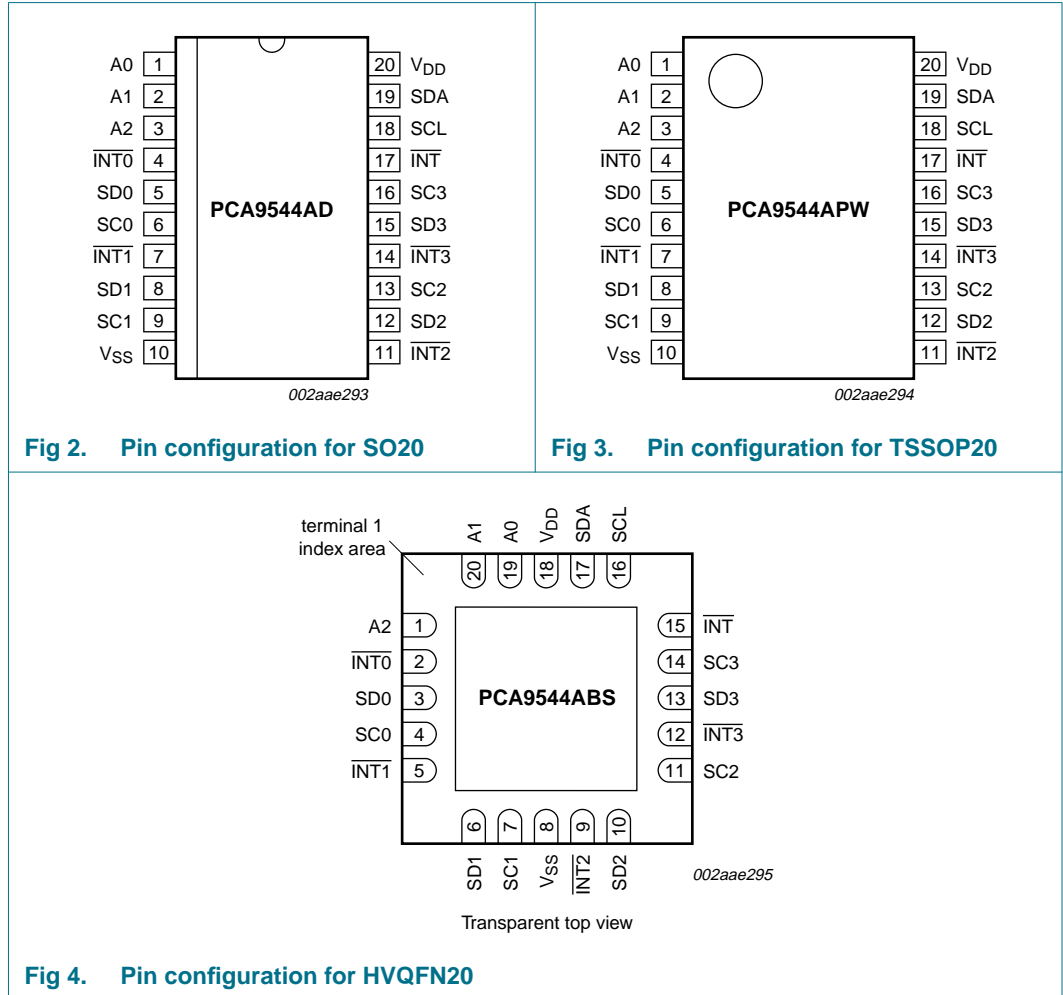 A0 1 20 VDD
A1 2 19 SDA
A2 3 18 SCL
INT0 4 17 INT
SD0 5 16 SC3
PCA9544AD
SC0 6 15 SD3
INT1 7 14 INT3
SD1 8 13 SC2
SC1 9 12 SD2
VSS 10 11 INT2
002aae293
Fig 2. Pin configuration for SO20
A0 1 20 VDD
A1 2 19 SDA
A2 3 18 SCL
INT0 4 17 INT
SD0 5 16 SC3
PCA9544APW
SC0 6 15 SD3
INT1 7 14 INT3
SD1 8 13 SC2
SC1 9 12 SD2
VSS 10 11 INT2
002aae294
Fig 3. Pin configuration for TSSOP20
terminal 1
index area
A1 A0 VDD SDA SCL
20 19 18 17 16
A2 1 15 INT
INT0 2 14 SC3
SD0 3 PCA9544ABS 13 SD3
SC0 4 12 INT3
INT1 5 11 SC2
6 7 8 9 10
SD1 SC1 VSS INT2 SD2
002aae295
Transparent top view
Fig 4. Pin configuration for HVQFN20